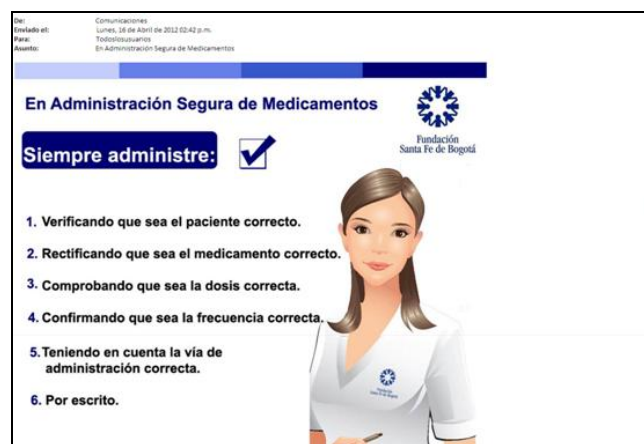 De: Comunicaciones
Enviado el: Lunes, 16 de Abril de 2012 02:42 p.m.
Para: Todoslosusuarios
Asunto: En Administración Segura de Medicamentos
En Administración Segura de Medicamentos
Siempre administre:
Fundación
Santa Fe de Bogotá
1. Verificando que sea el paciente correcto.
2. Rectificando que sea el medicamento correcto.
3. Comprobando que sea la dosis correcta.
4. Confirmando que sea la frecuencia correcta.
5. Teniendo en cuenta la vía de
administración correcta.
6. Por escrito.